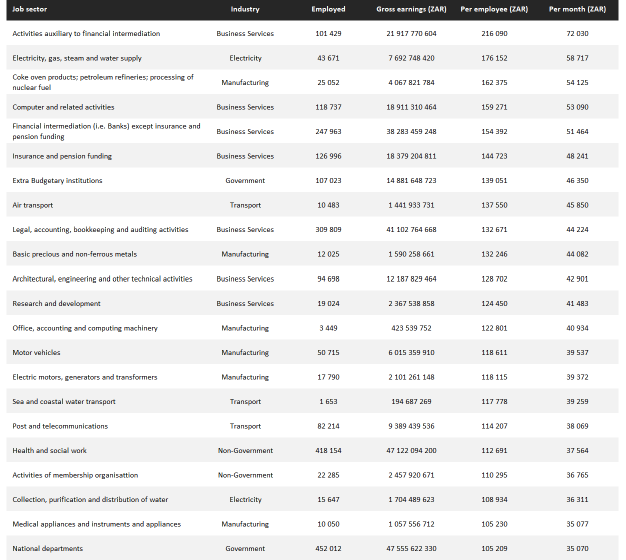 Job sector Industry Employed Gross earnings (ZAR) Per employee (ZAR) Per month (ZAR)
Activities auxiliary to financial intermediation Business Services 101 429 21 917 770 604 216 090 72 030
Electricity, gas, steam and water supply Electricity 43 671 7 692 748 420 176 152 58 717
Coke oven products; petroleum refineries; processing of
nuclear fuel Manufacturing 25 052 4 067 821 784 162 375 54 125
Computer and related activities Business Services 118 737 18 911 310 464 159 271 53 090
Financial intermediation (i.e. Banks) except insurance and
pension funding Business Services 247 963 38 283 459 248 154 392 51 464
Insurance and pension funding Business Services 126 996 18 379 204 811 144 723 48 241
Extra Budgetary institutions Government 107 023 14 881 648 723 139 051 46 350
Air transport Transport 10 483 1 441 933 731 137 550 45 850
Legal, accounting, bookkeeping and auditing activities Business Services 309 809 41 102 764 668 132 671 44 224
Basic precious and non-ferrous metals Manufacturing 12 025 1 590 258 661 132 246 44 082
Architectural, engineering and other technical activities Business Services 94 698 12 187 829 464 128 702 42 901
Research and development Business Services 19 024 2 367 538 858 124 450 41 483
Office, accounting and computing machinery Manufacturing 3 449 423 539 752 122 801 40 934
Motor vehicles Manufacturing 50 715 6 015 359 910 118 611 39 537
Electric motors, generators and transformers Manufacturing 17 790 2 101 261 148 118 115 39 372
Sea and coastal water transport Transport 1 653 194 687 269 117 778 39 259
Post and telecommunications Transport 82 214 9 389 439 536 114 207 38 069
Health and social work Non-Government 418 154 47 122 094 200 112 691 37 564
Activities of membership organisattion Non-Government 22 285 2 457 920 671 110 295 36 765
Collection, purification and distribution of water Electricity 15 647 1 704 489 623 108 934 36 311
Medical appliances and instruments and appliances Manufacturing 10 050 1 057 556 712 105 230 35 077
National departments Government 452 012 47 555 622 330 105 209 35 070